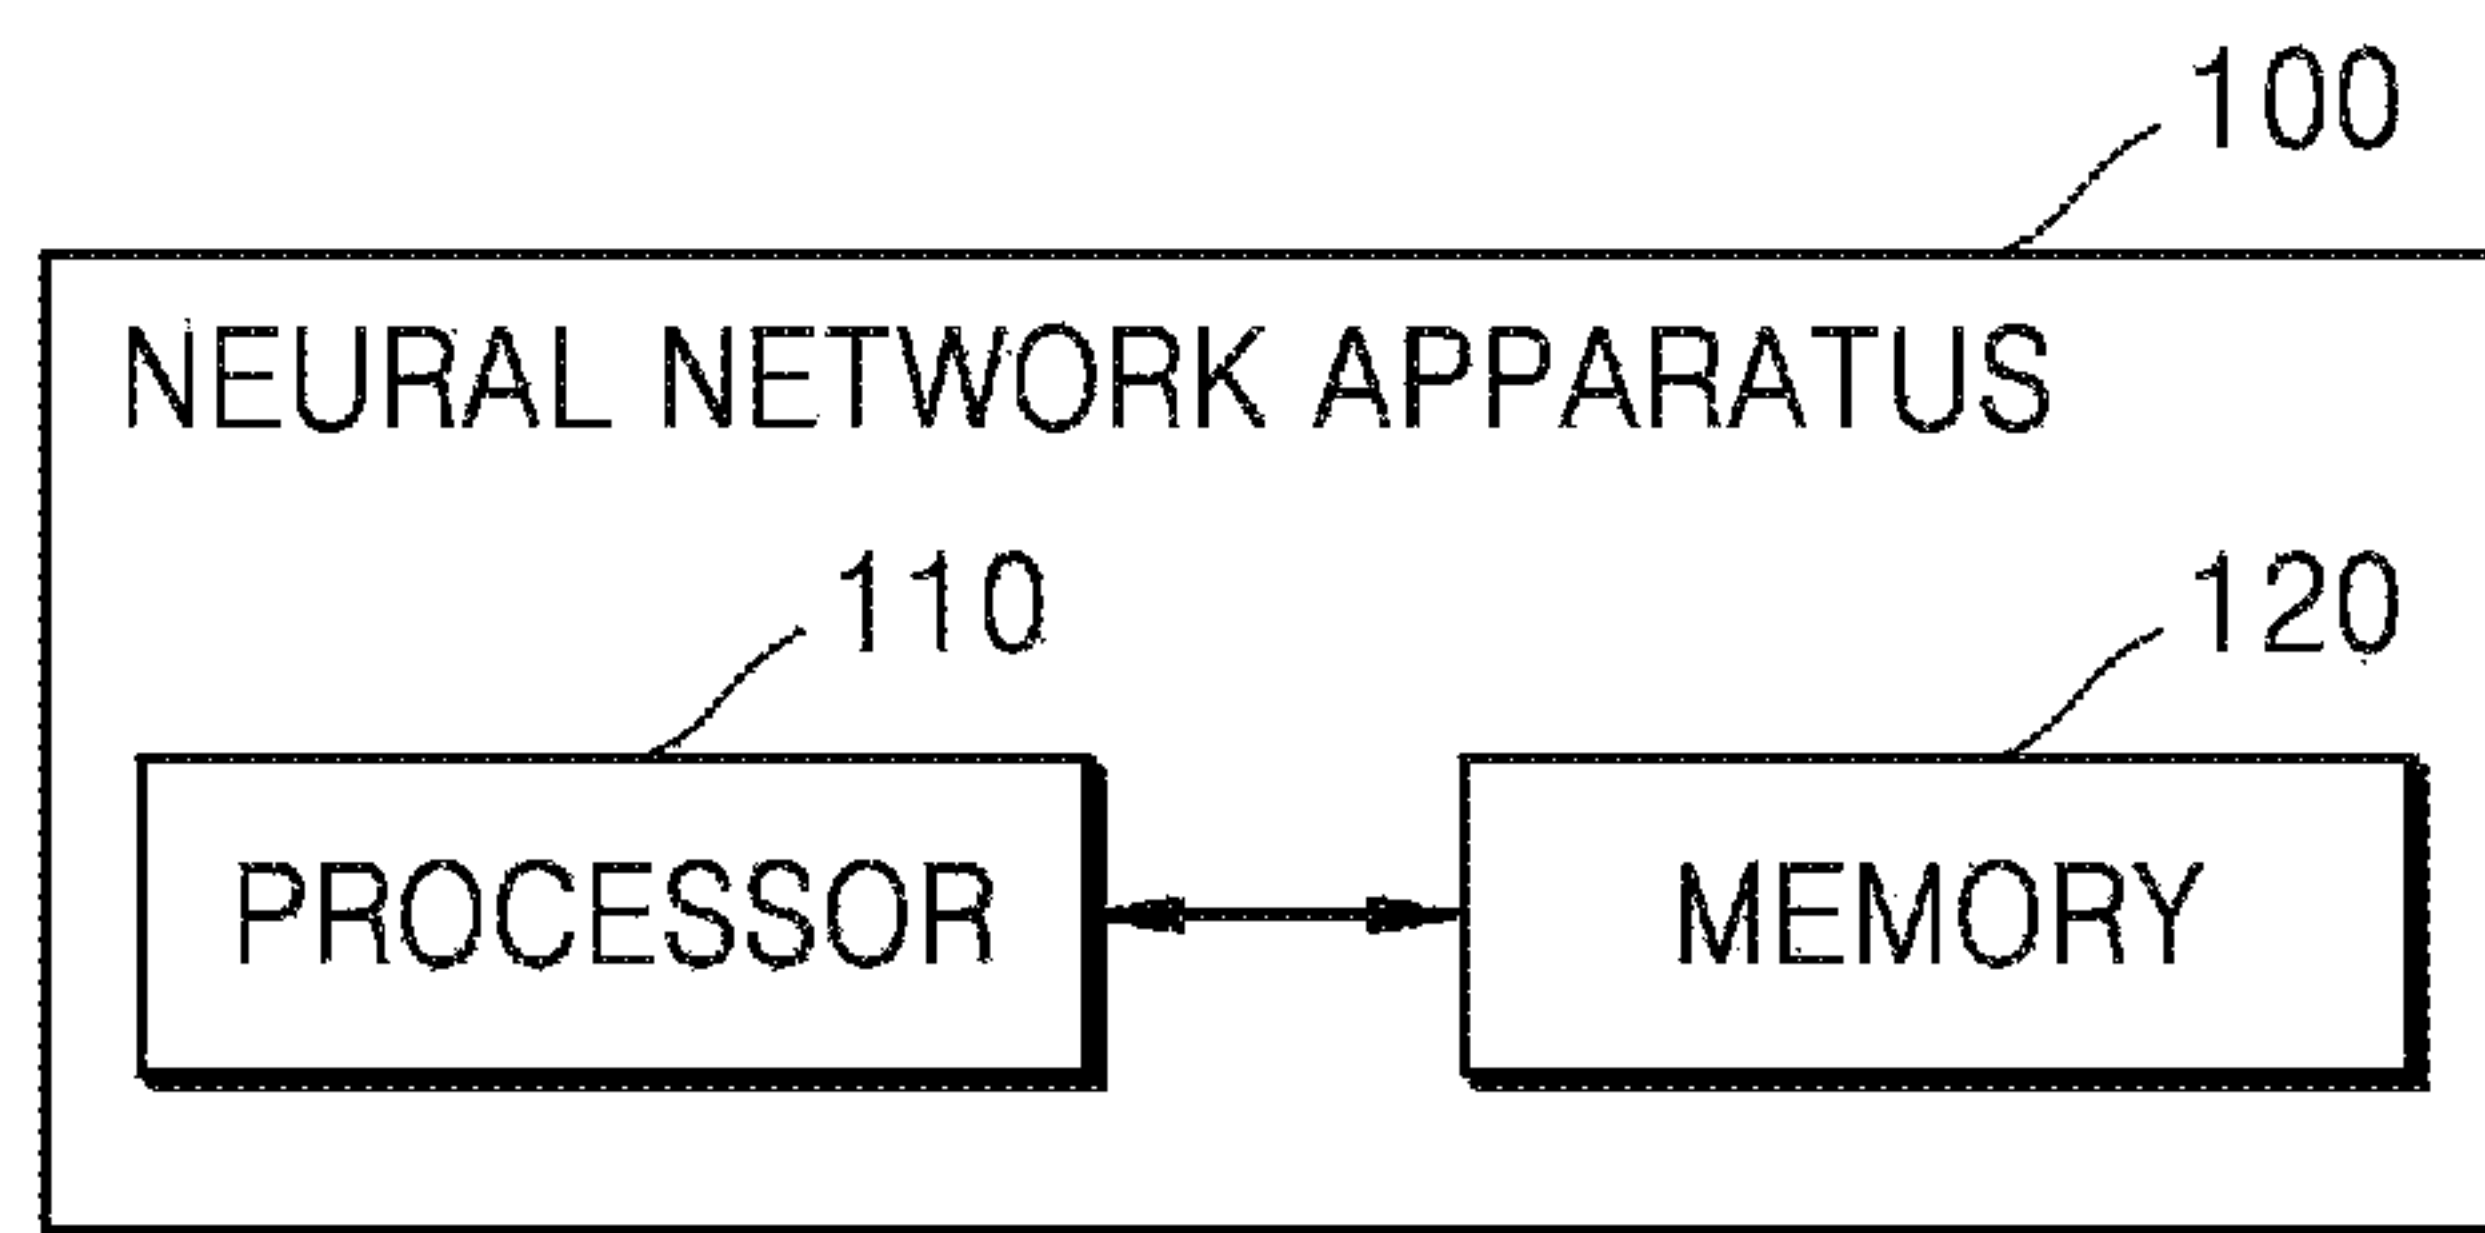 100
NEURAL NETWORK APPARATUS
110 120
PROCESSOR MEMORY